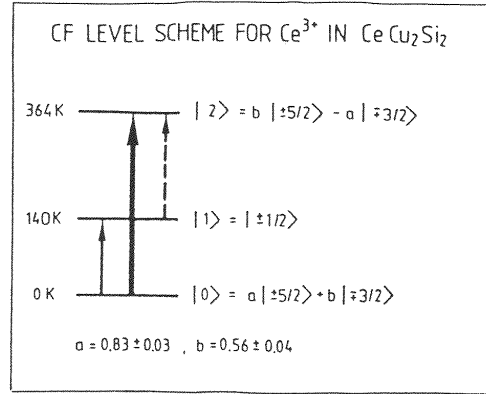 CF LEVEL SCHEME FOR Ce³⁺ IN CeCu₂Si₂
364K |2⟩ = b |±5/2⟩ - a |∓3/2⟩
140K |1⟩ = |±1/2⟩
0K |0⟩ = a |±5/2⟩ + b |∓3/2⟩
a = 0.83 ± 0.03 , b = 0.56 ± 0.04